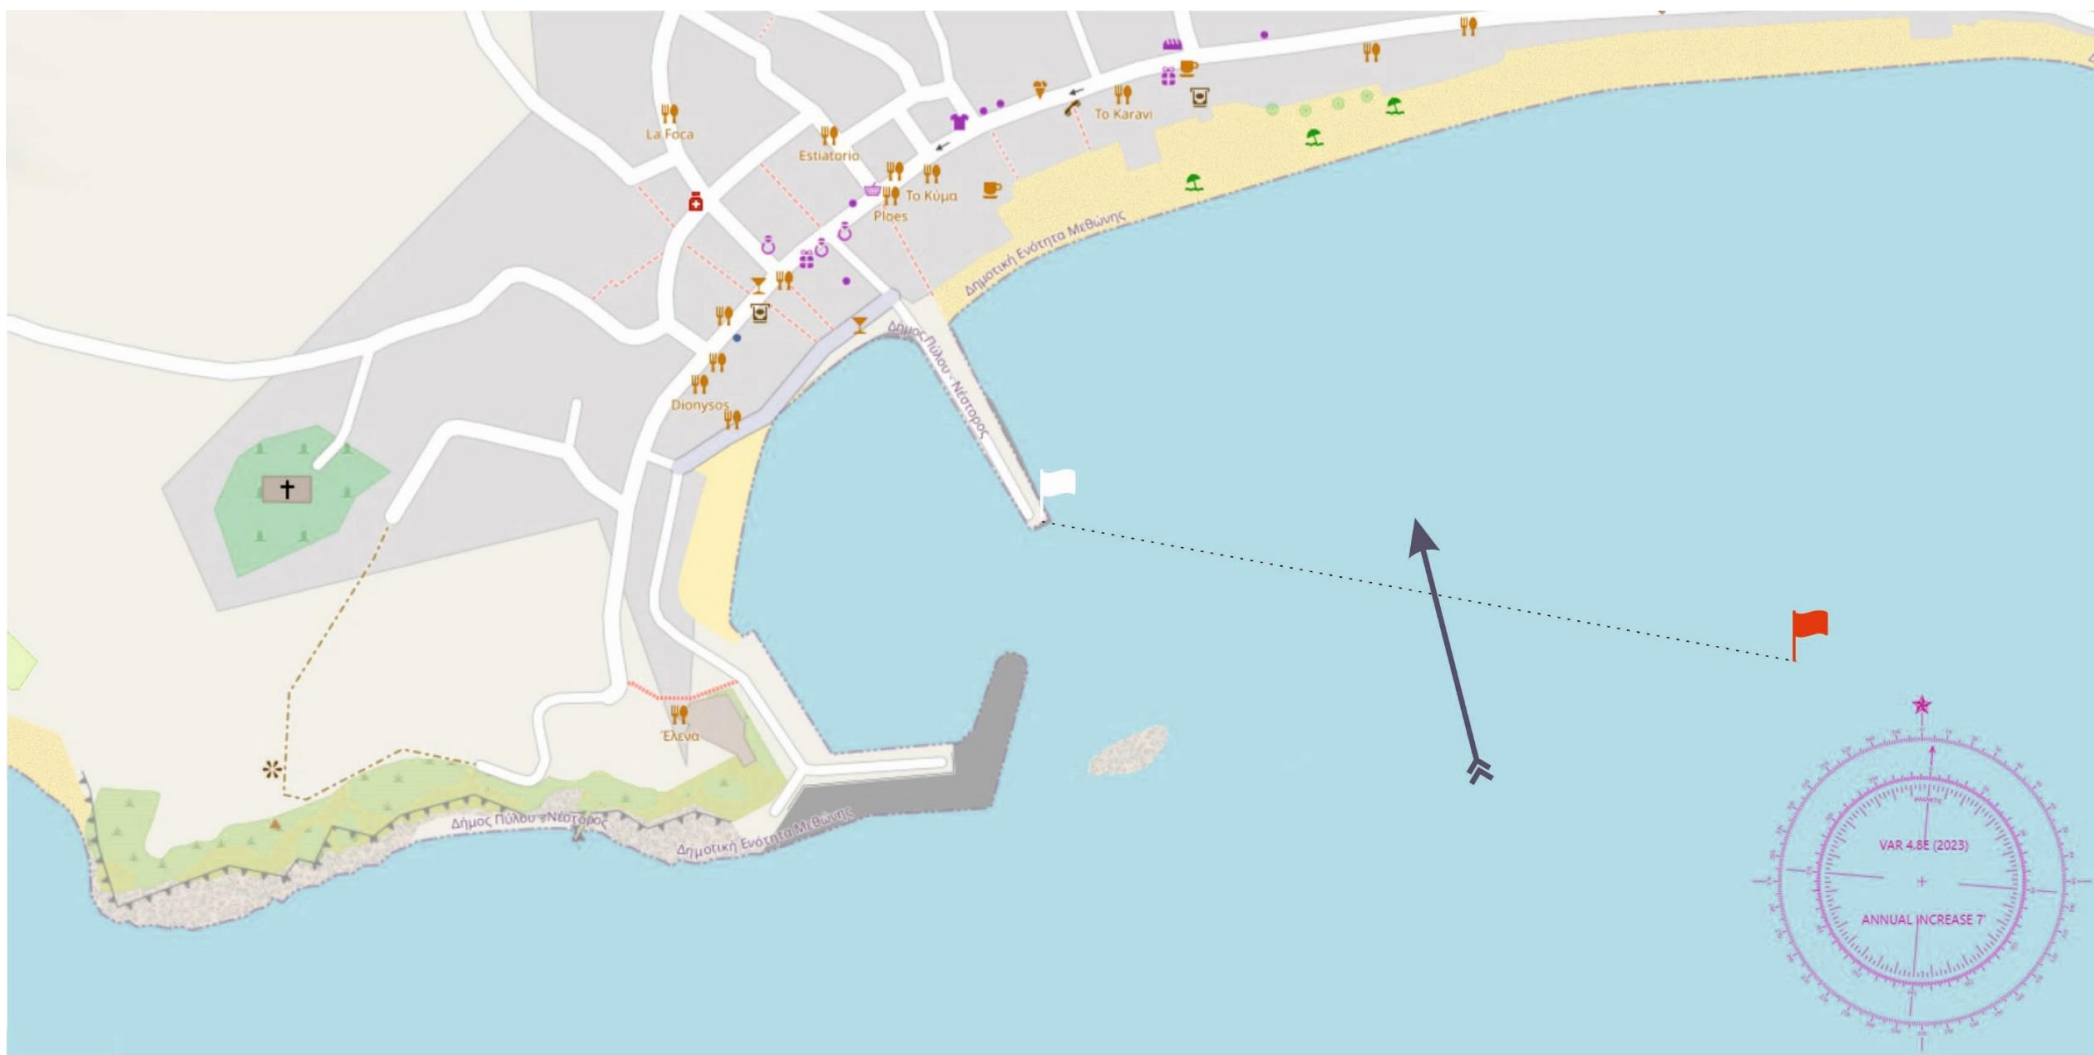 La Foca
To Karavi
Estiatorio
Το Κύμα
Ploes
Δημοτική Ενότητα Μεθώνης
Δήμος Πύλου - Νέστορος
Dionysos
Έλενα
Δήμος Πύλου - Νέστορος
Δημοτική Ενότητα Μεθώνης
MAGNETIC
VAR 4.8E (2023)
ANNUAL INCREASE 7'